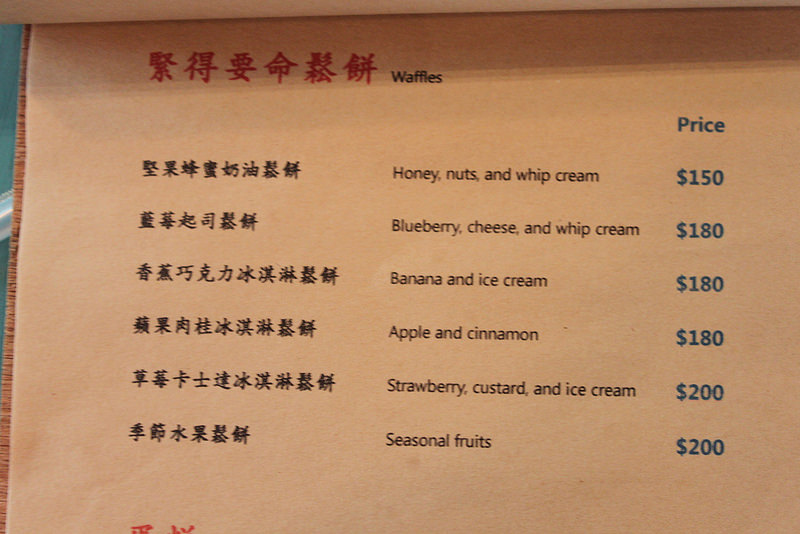 緊得要命鬆餅 Waffles
Price
堅果蜂蜜奶油鬆餅 Honey, nuts, and whip cream $150
藍莓起司鬆餅 Blueberry, cheese, and whip cream $180
香蕉巧克力冰淇淋鬆餅 Banana and ice cream $180
蘋果肉桂冰淇淋鬆餅 Apple and cinnamon $180
草莓卡士達冰淇淋鬆餅 Strawberry, custard, and ice cream $200
季節水果鬆餅 Seasonal fruits $200